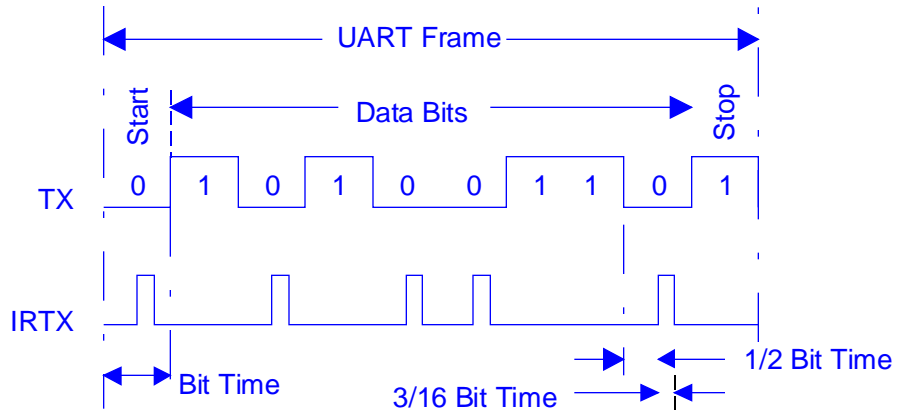 UART Frame
Start
Data Bits
Stop
TX
0 1 0 1 0 0 1 1 0 1
IRTX
Bit Time
1/2 Bit Time
3/16 Bit Time